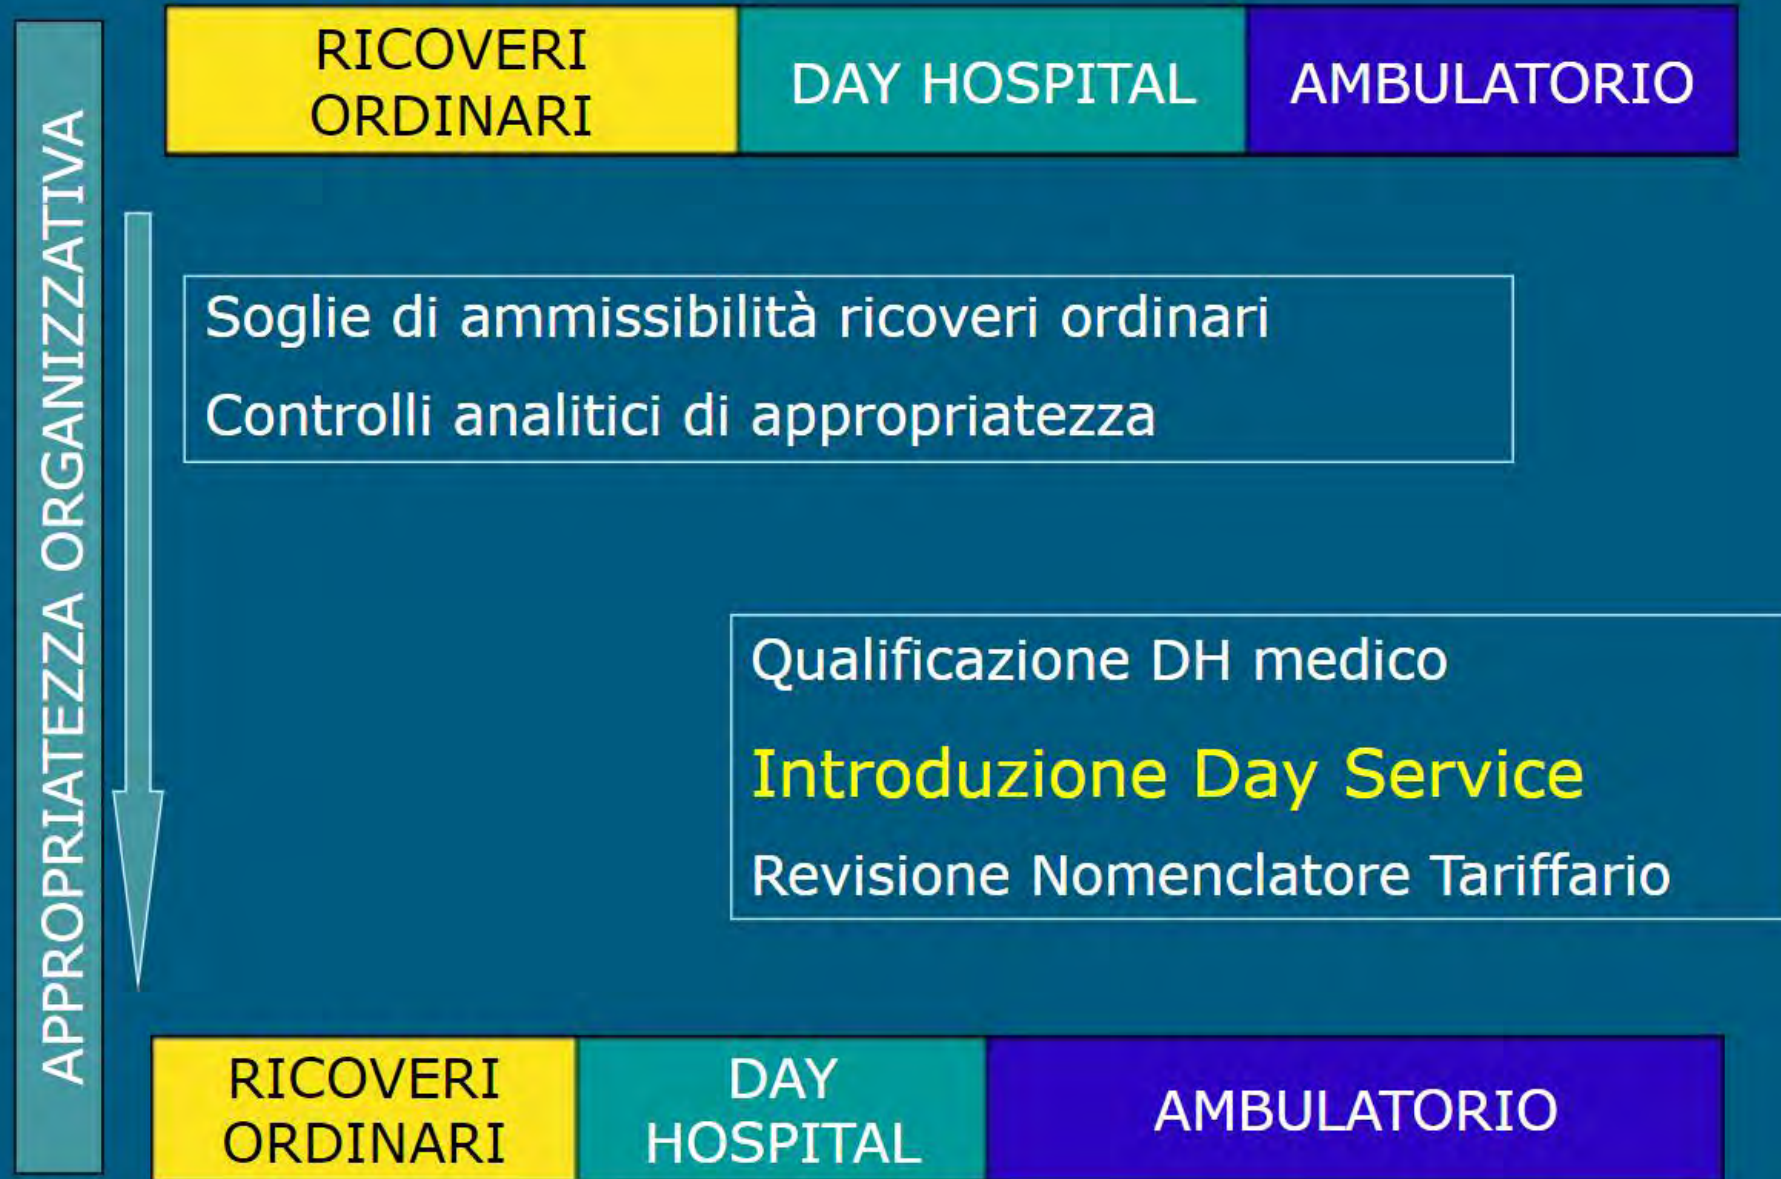 APPROPRIATEZZA ORGANIZZATIVA
RICOVERI
ORDINARI
DAY HOSPITAL
AMBULATORIO
Soglie di ammissibilità ricoveri ordinari
Controlli analitici di appropriatezza
Qualificazione DH medico
Introduzione Day Service
Revisione Nomenclatore Tariffario
RICOVERI
ORDINARI
DAY
HOSPITAL
AMBULATORIO